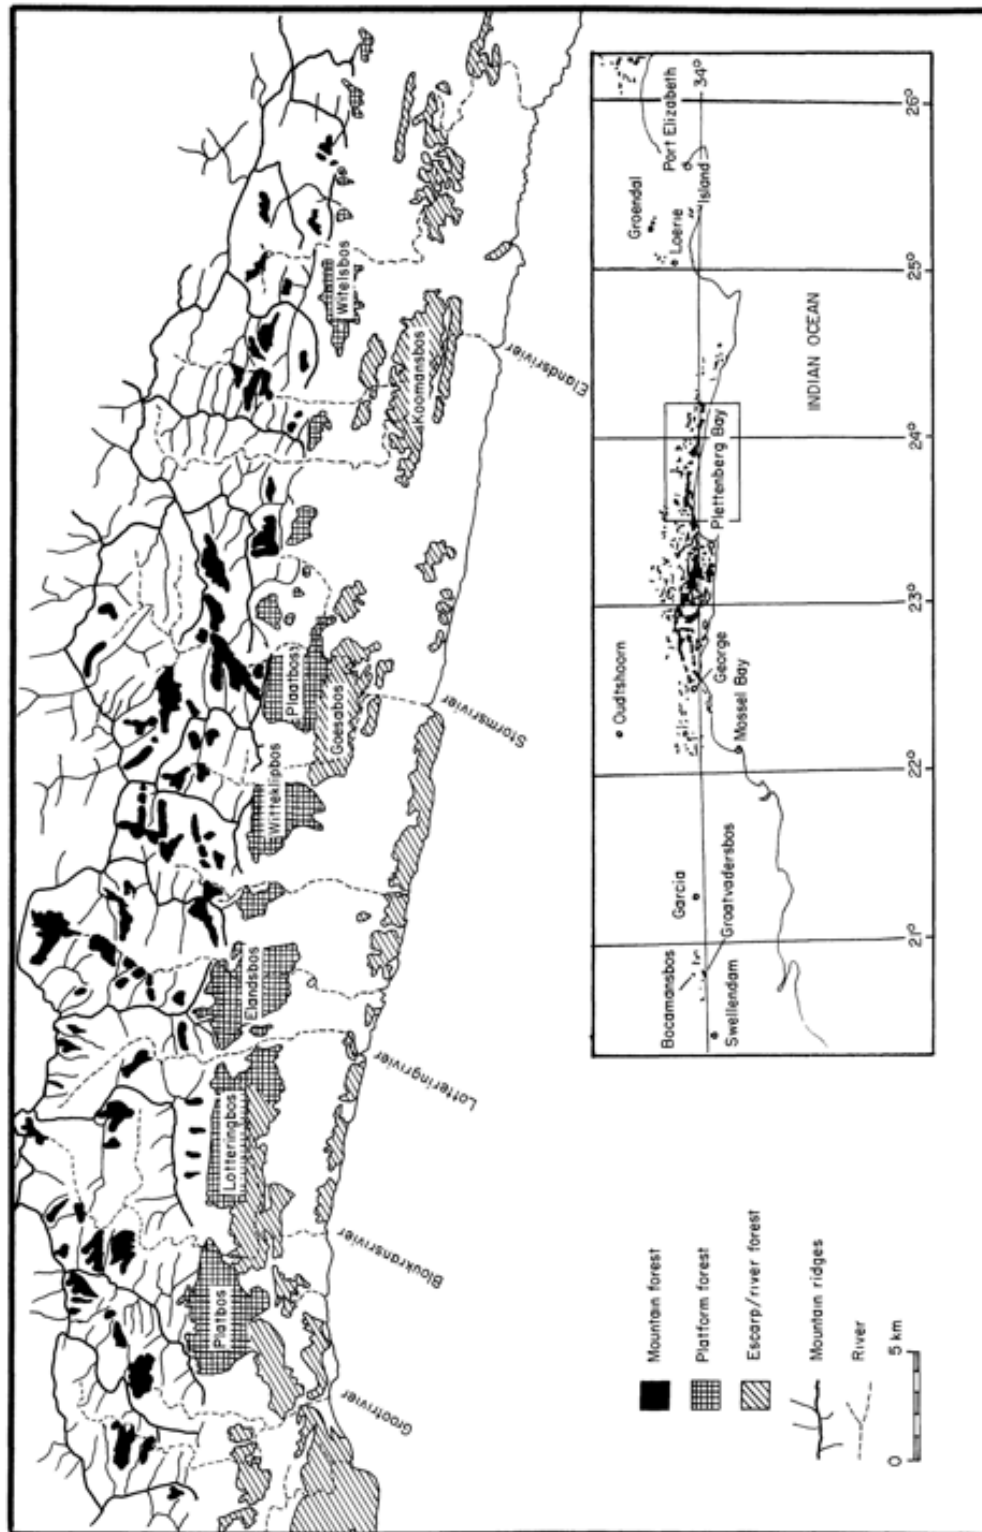 Platbos
Lotteringbos
Elandsbos
Witteklipbos
Plaatbos
Goesabos
Koomansbos
Witelsbos
Grootrivier
Bloukransrivier
Lotteringrivier
Stormsrivier
Elandsrivier
Mountain forest
Platform forest
Escarp/river forest
Mountain ridges
River
0 5 km
Bocamansbos
Swellendam
Groatvadersbos
Garcia
Oudtshoorn
Mossel Bay
George
Plettenberg Bay
Groendal
Loerie
Island
Port Elizabeth
34°
INDIAN OCEAN
21°
22°
23°
24°
25°
26°